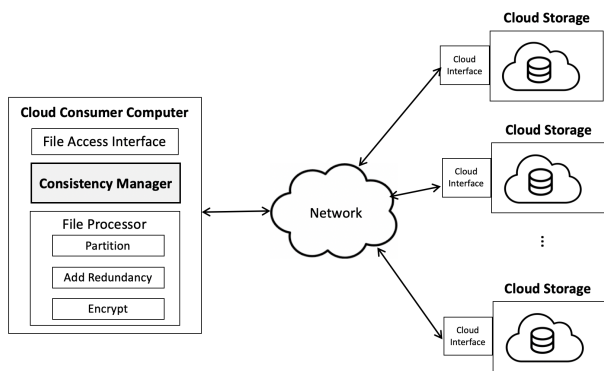 Cloud Consumer Computer
File Access Interface
Consistency Manager
File Processor
Partition
Add Redundancy
Encrypt
Network
Cloud Storage
Cloud
Interface
Cloud Storage
Cloud
Interface
...
Cloud Storage
Cloud
Interface